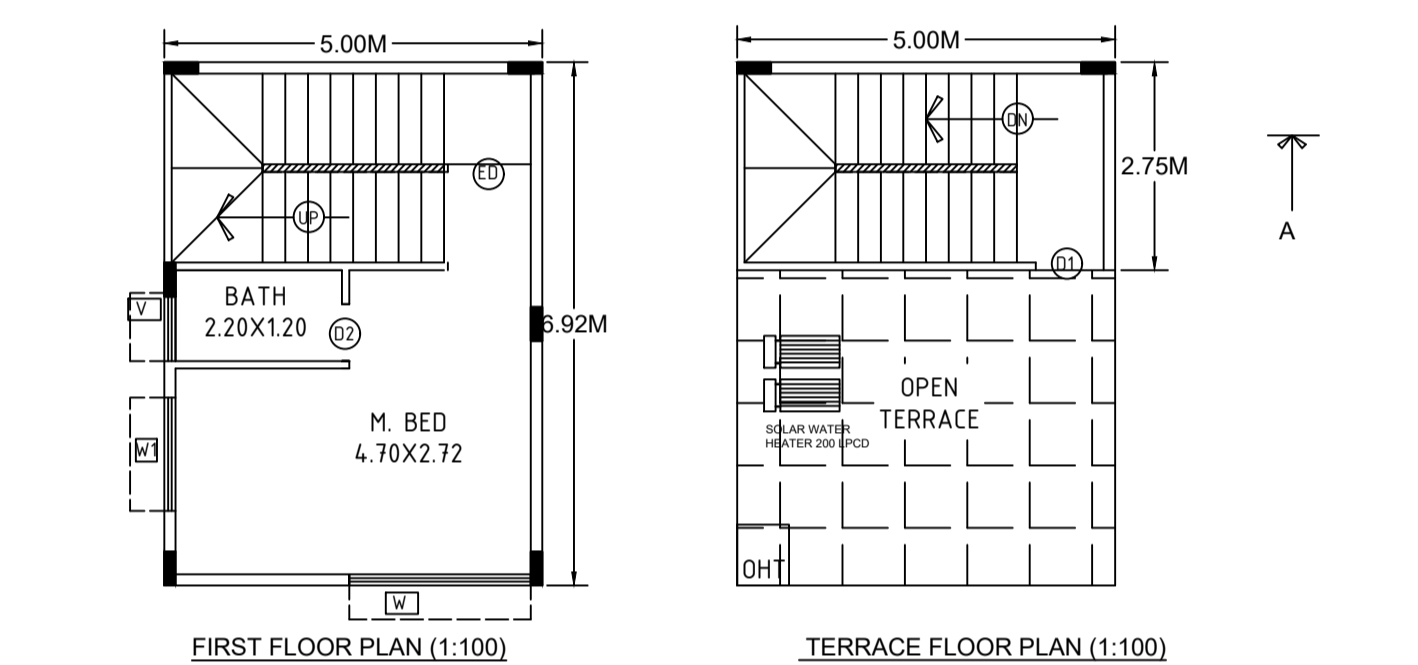 5.00M
ED
UP
BATH
2.20X1.20
V
D2
6.92M
M. BED
4.70X2.72
W1
W
FIRST FLOOR PLAN (1:100)
5.00M
DN
2.75M
D1
OPEN
TERRACE
SOLAR WATER
HEATER 200 LPCD
OHT
TERRACE FLOOR PLAN (1:100)
A